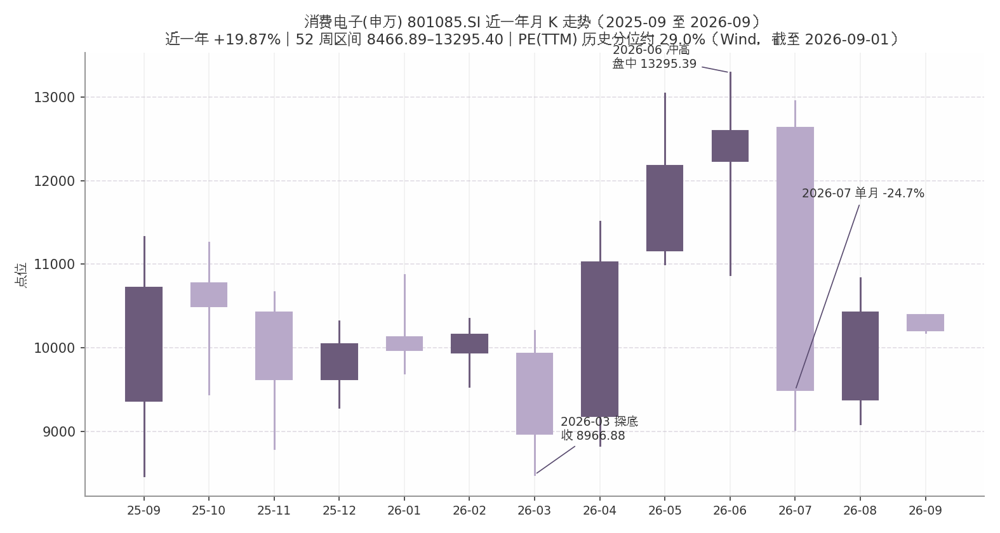 消费电子(申万) 801085.SI 近一年月 K 走势（2025-09 至 2026-09）
近一年 +19.87%｜52 周区间 8466.89–13295.40｜PE(TTM) 历史分位约 29.0%（Wind，截至 2026-09-01）
2026-06 冲高
盘中 13295.39
13000
12000
2026-07 单月 -24.7%
11000
点位
10000
2026-03 探底
收 8966.88
9000
25-09 25-10 25-11 25-12 26-01 26-02 26-03 26-04 26-05 26-06 26-07 26-08 26-09